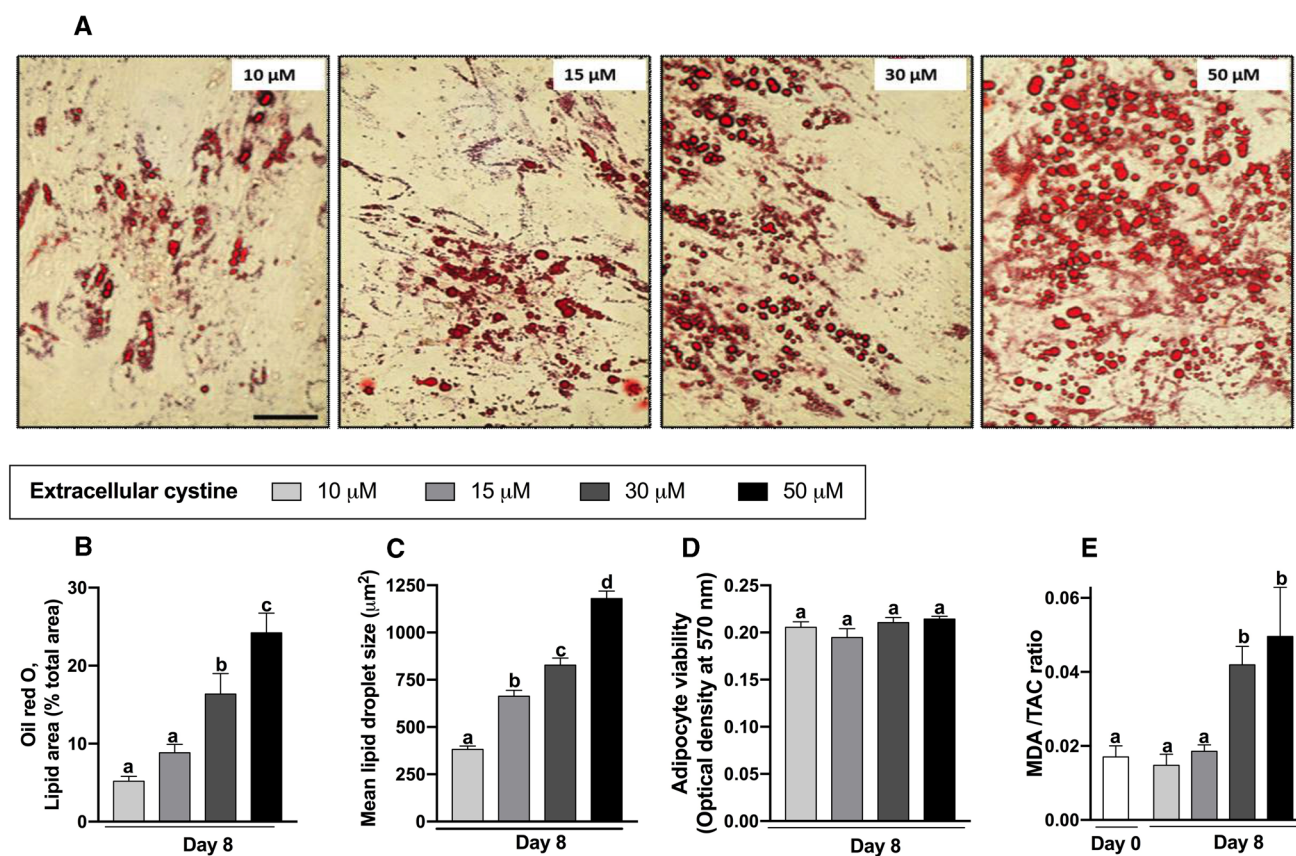 A
10 µM
15 µM
30 µM
50 µM
Extracellular cystine 10 µM 15 µM 30 µM 50 µM
B
Oil red O,
Lipid area (% total area)
30
20
10
0
a
a
b
c
Day 8
C
Mean lipid droplet size (µm²)
1250
1000
750
500
250
0
a
b
c
d
Day 8
D
Adipocyte viability
(Optical density at 570 nm)
0.25
0.20
0.15
0.10
0.05
0.00
a
a
a
a
Day 8
E
MDA /TAC ratio
0.06
0.04
0.02
0.00
a
a
a
b
b
Day 0
Day 8